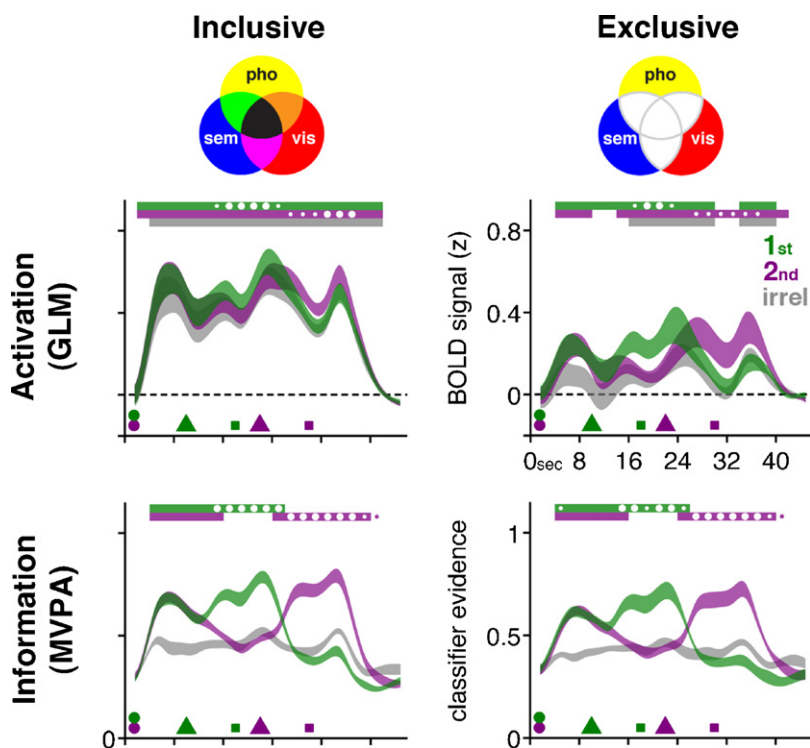 Inclusive
Exclusive
pho
sem
vis
pho
sem
vis
Activation
(GLM)
BOLD signal (z)
0.8
0.4
0
1st
2nd
irrel
0sec 8 16 24 32 40
Information
(MVPA)
0
classifier evidence
1
0.5
0